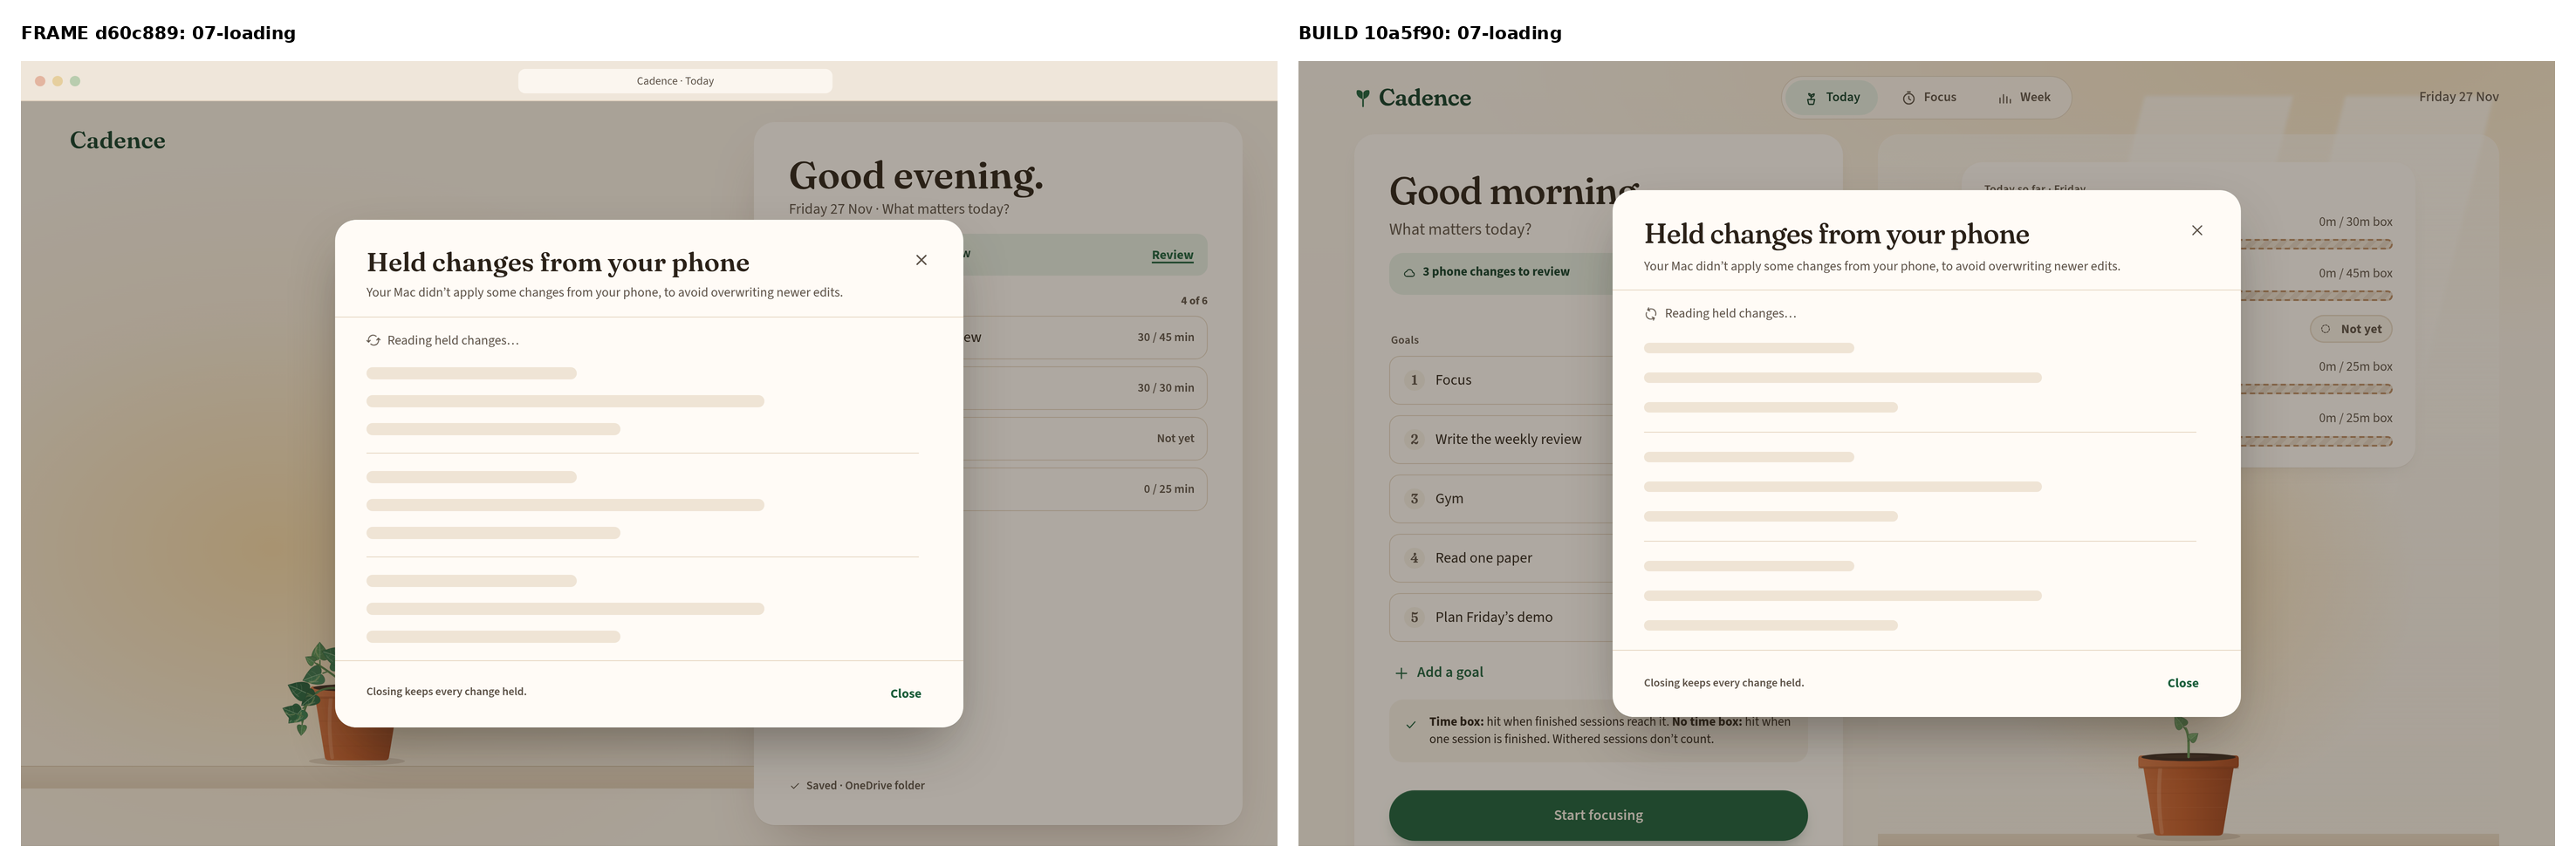 FRAME d60c889: 07-loading
Cadence · Today
Cadence
Good evening.
Friday 27 Nov · What matters today?
Review
4 of 6
30 / 45 min
30 / 30 min
Not yet
0 / 25 min
Saved · OneDrive folder
Held changes from your phone
Your Mac didn’t apply some changes from your phone, to avoid overwriting newer edits.
Reading held changes…
Closing keeps every change held.
Close
BUILD 10a5f90: 07-loading
Cadence
Today
Focus
Week
Friday 27 Nov
Good morning
What matters today?
3 phone changes to review
Goals
1 Focus
2 Write the weekly review
3 Gym
4 Read one paper
5 Plan Friday’s demo
Add a goal
Time box: hit when finished sessions reach it. No time box: hit when
one session is finished. Withered sessions don’t count.
Start focusing
Today so far · Friday
0m / 30m box
0m / 45m box
Not yet
0m / 25m box
0m / 25m box
Held changes from your phone
Your Mac didn’t apply some changes from your phone, to avoid overwriting newer edits.
Reading held changes…
Closing keeps every change held.
Close